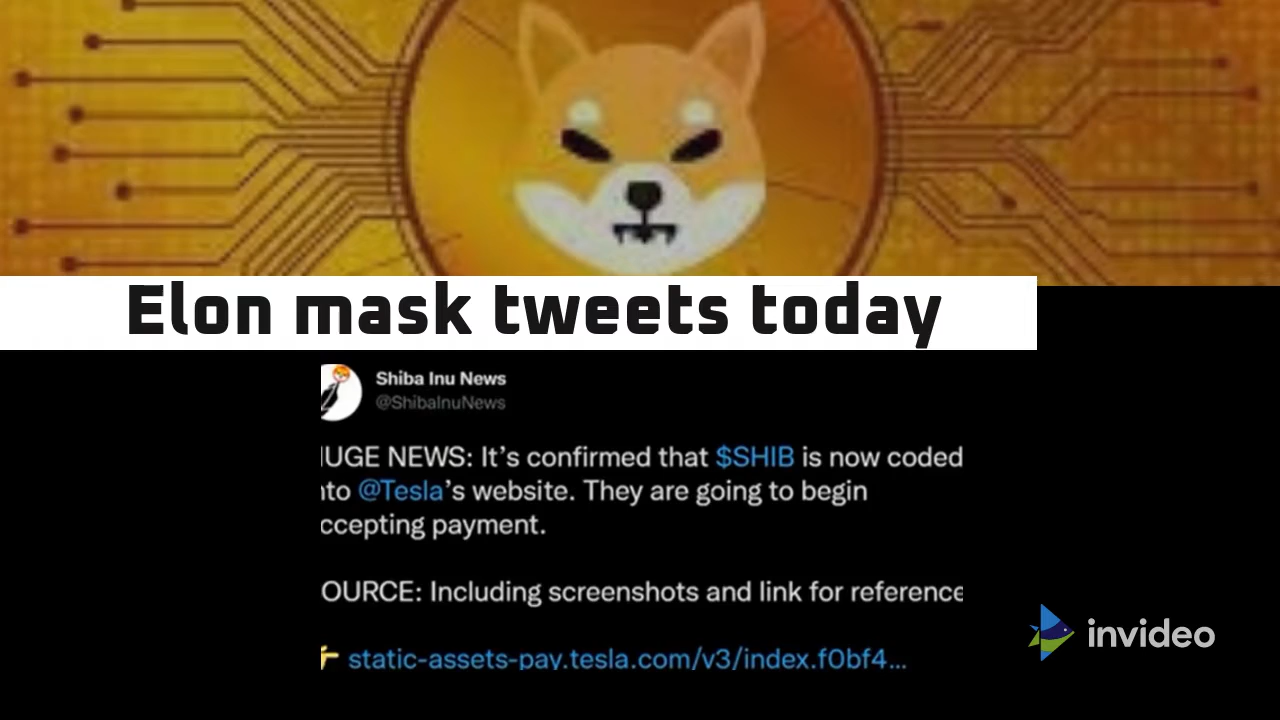 Elon mask tweets today
Shiba Inu News
@ShibaInuNews
UGE NEWS: It's confirmed that $SHIB is now coded
nto @Tesla's website. They are going to begin
ccepting payment.
OURCE: Including screenshots and link for reference
static-assets-pay.tesla.com/v3/index.f0bf4...
invideo